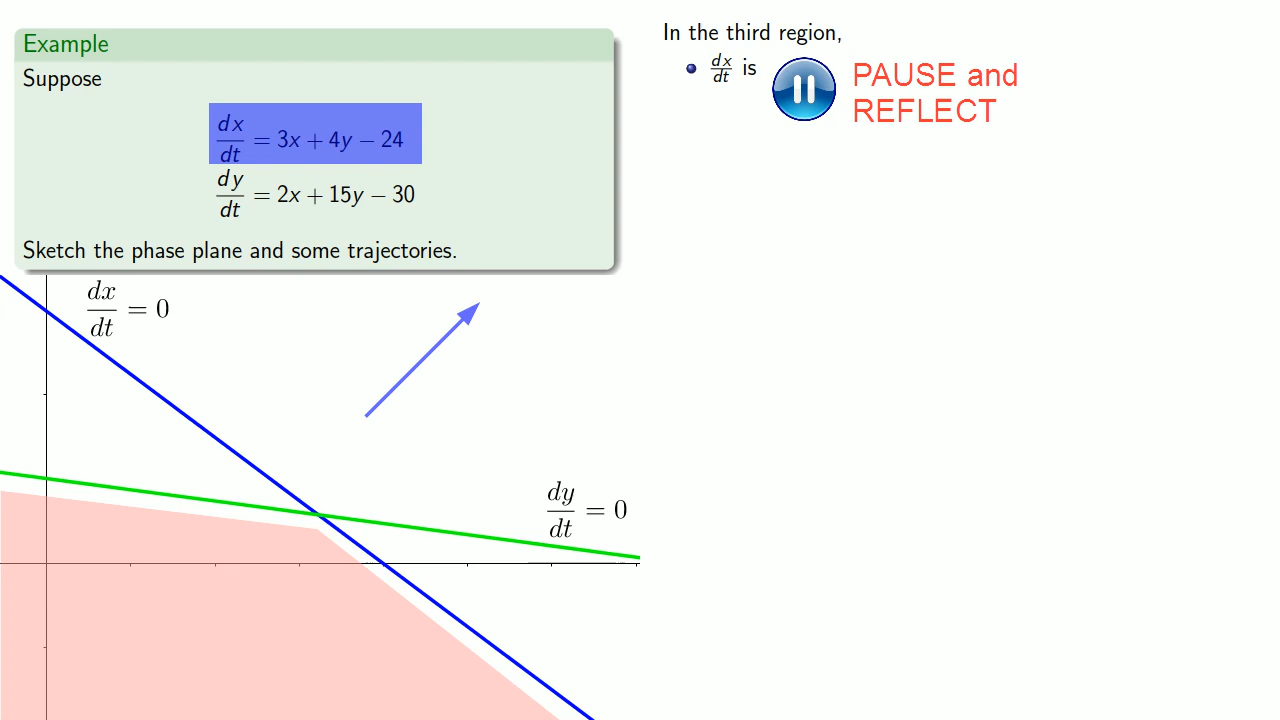 Example
Suppose
dx/dt = 3x + 4y − 24
dy/dt = 2x + 15y − 30
Sketch the phase plane and some trajectories.
dx/dt = 0
dy/dt = 0
In the third region,
• dx/dt is
PAUSE and
REFLECT